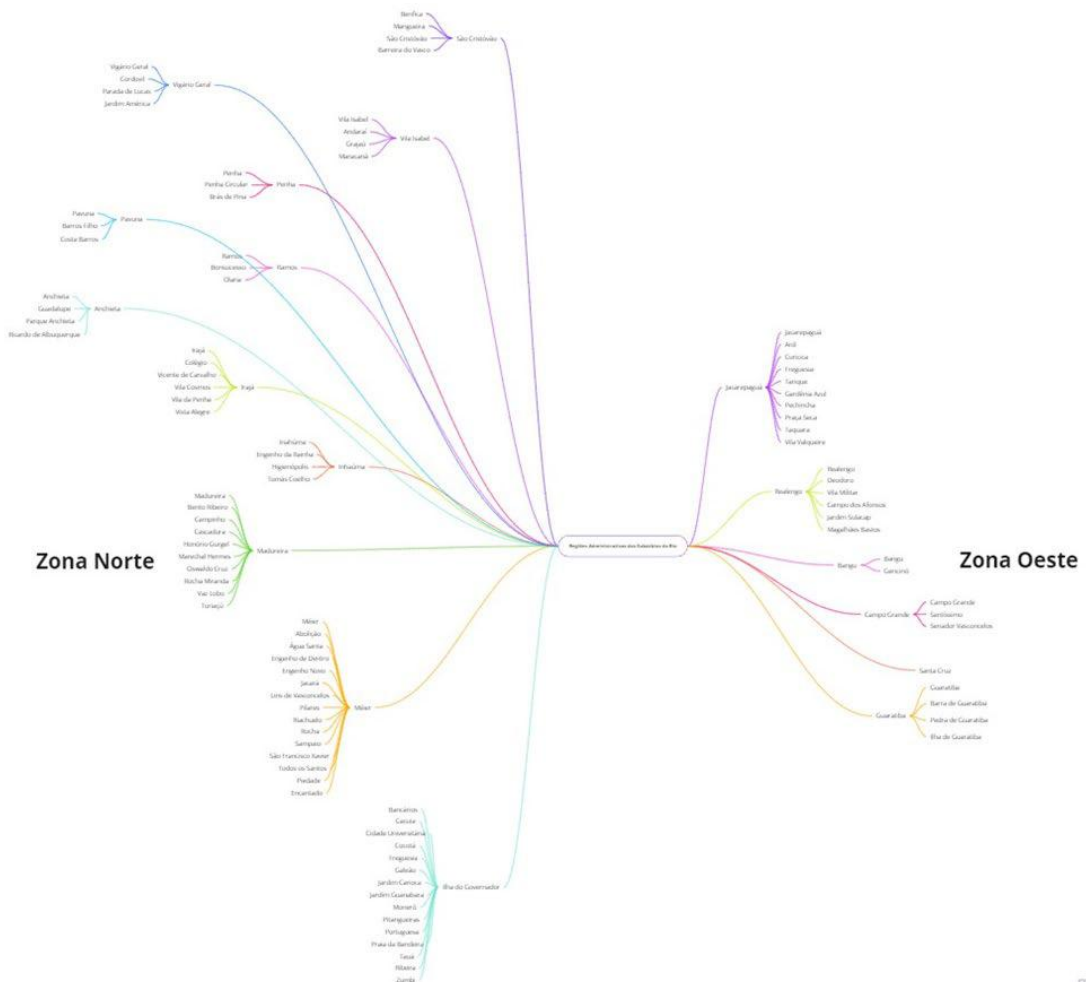 Benfica
Mangueira
São Cristóvão
Barreira do Vasco
São Cristóvão
Vigário Geral
Cordovil
Parada de Lucas
Jardim América
Vigário Geral
Vila Isabel
Andaraí
Grajaú
Maracanã
Vila Isabel
Penha
Penha Circular
Brás de Pina
Penha
Pavuna
Barros Filho
Costa Barros
Pavuna
Ramos
Bonsucesso
Olaria
Ramos
Anchieta
Guadalupe
Parque Anchieta
Ricardo de Albuquerque
Anchieta
Irajá
Colégio
Vicente de Carvalho
Vila Cosmos
Vila da Penha
Vista Alegre
Irajá
Inahúma
Engenho da Rainha
Higienópolis
Tomás Coelho
Inhaúma
Madureira
Bento Ribeiro
Campinho
Cascadura
Honório Gurgel
Marechal Hermes
Oswaldo Cruz
Rocha Miranda
Vaz Lobo
Turiaçú
Madureira
Zona Norte
Méier
Abolição
Água Santa
Engenho de Dentro
Engenho Novo
Jacaré
Lins de Vasconcelos
Pilares
Riachuelo
Rocha
Sampaio
São Francisco Xavier
Todos os Santos
Piedade
Encantado
Méier
Bancários
Cacuia
Cidade Universitária
Cocotá
Freguesia
Galeão
Jardim Carioca
Jardim Guanabara
Moneró
Pitangueiras
Portuguesa
Praia da Bandeira
Tauá
Ribeira
Zumbi
Ilha do Governador
Regiões Administrativas dos Subúrbios do Rio
Jacarepaguá
Jacarepaguá
Anil
Curicica
Freguesia
Tanque
Gardênia Azul
Pechincha
Praça Seca
Taquara
Vila Valqueire
Realengo
Realengo
Deodoro
Vila Militar
Campo dos Afonsos
Jardim Sulacap
Magalhães Bastos
Bangu
Bangu
Gericinó
Zona Oeste
Campo Grande
Campo Grande
Santíssimo
Senador Vasconcelos
Santa Cruz
Guaratiba
Guaratiba
Barra de Guaratiba
Pedra de Guaratiba
Ilha de Guaratiba